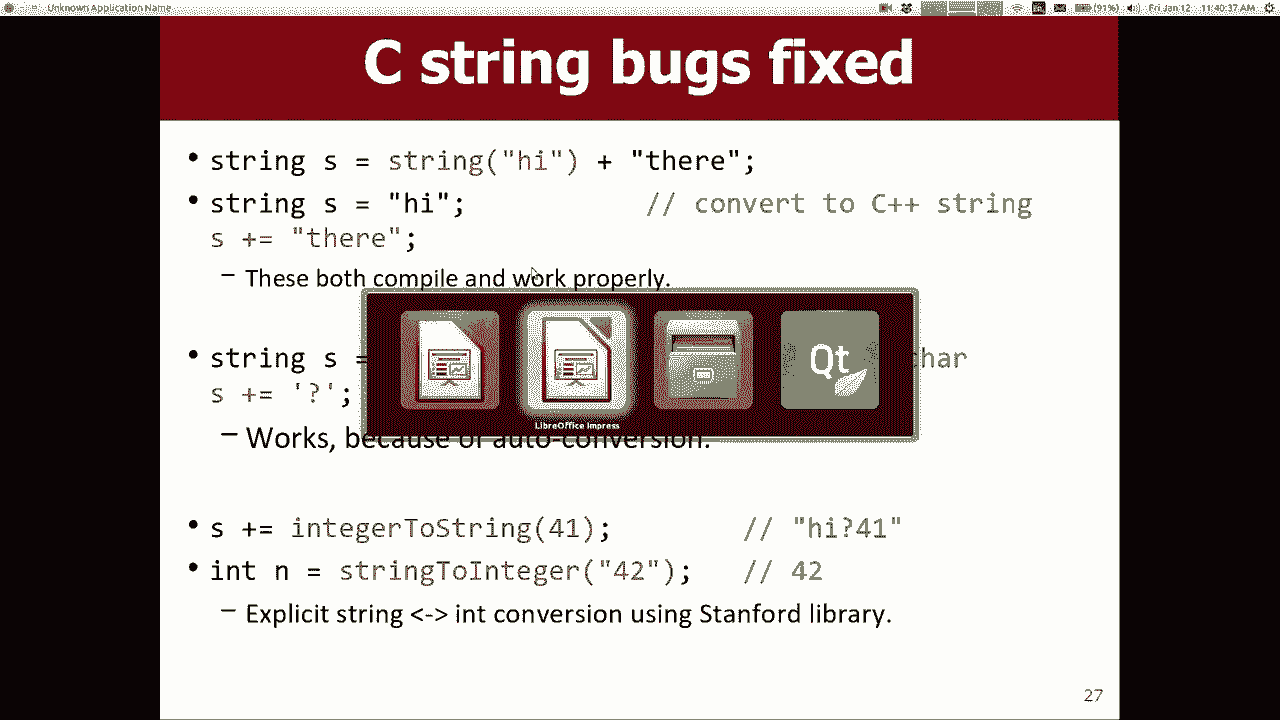 Unknown Application Name
(91%)
Fri Jan 12
11:40:37 AM
C string bugs fixed
• string s = string("hi") + "there";
• string s = "hi"; // convert to C++ string
s += "there";
– These both compile and work properly.
• string s = char
s += '?';
Qt
LibreOffice Impress
– Works, because of auto-conversion.
• s += integerToString(41); // "hi?41"
• int n = stringToInteger("42"); // 42
– Explicit string <-> int conversion using Stanford library.
27